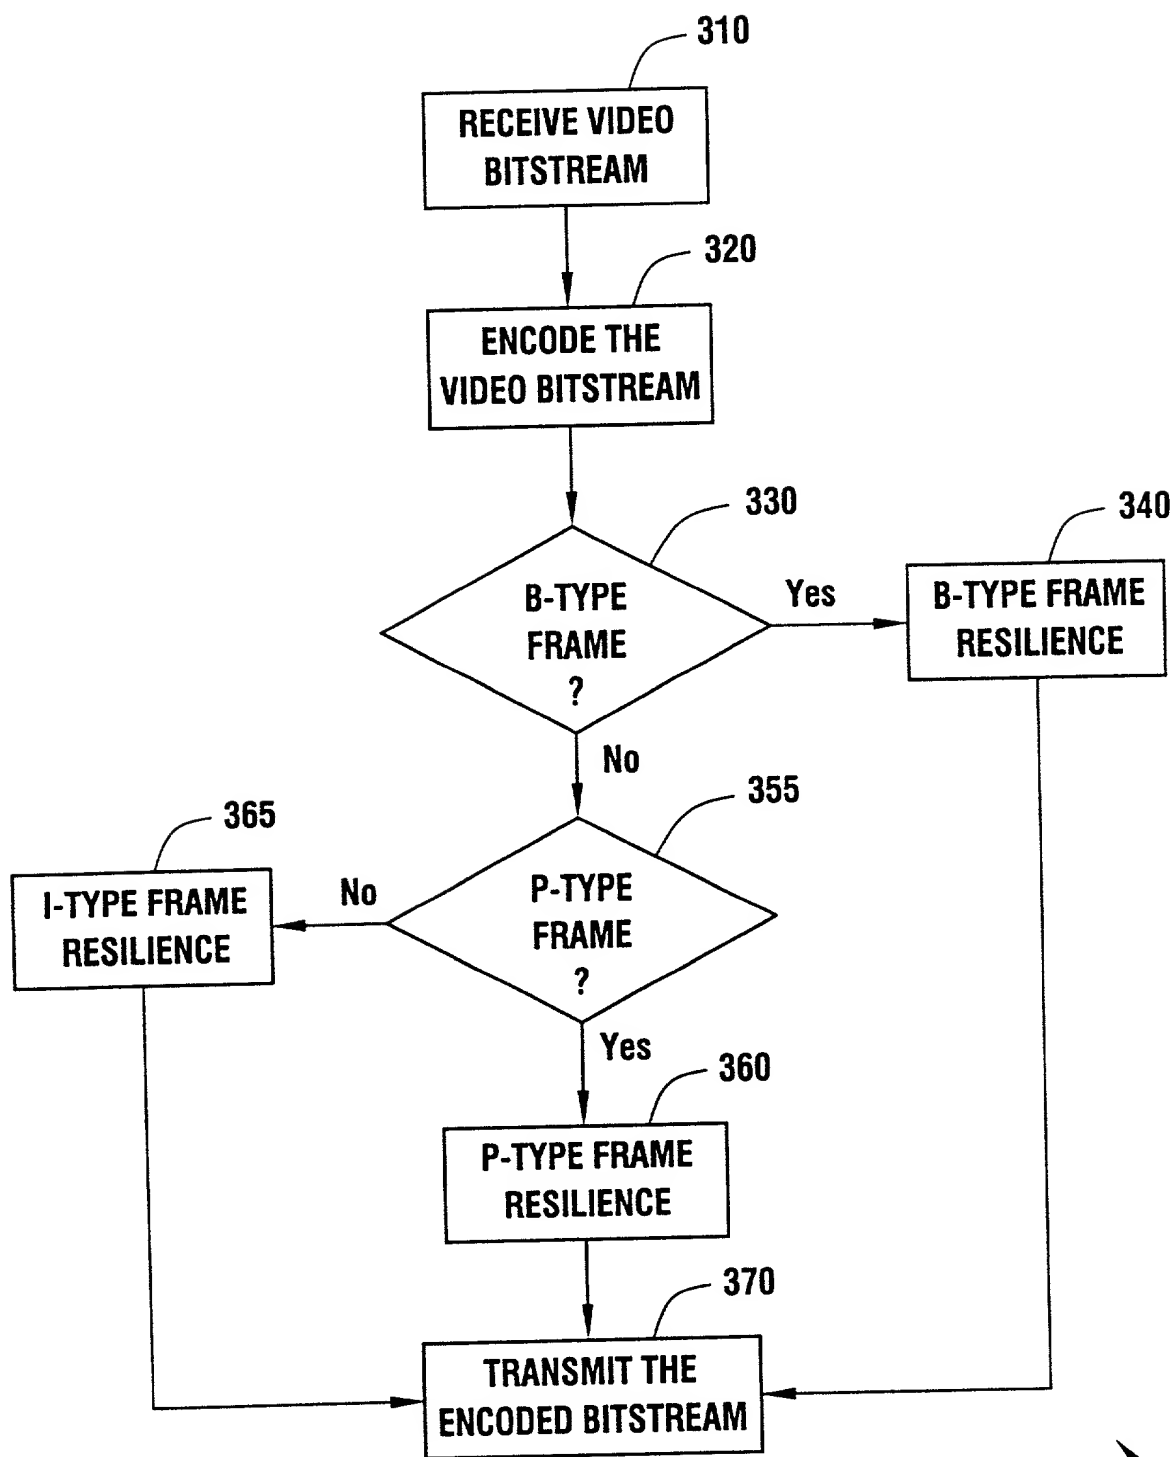 310
RECEIVE VIDEO
BITSTREAM
320
ENCODE THE
VIDEO BITSTREAM
330
B-TYPE
FRAME
?
Yes
340
B-TYPE FRAME
RESILIENCE
No
355
P-TYPE
FRAME
?
No
365
I-TYPE FRAME
RESILIENCE
Yes
360
P-TYPE FRAME
RESILIENCE
370
TRANSMIT THE
ENCODED BITSTREAM